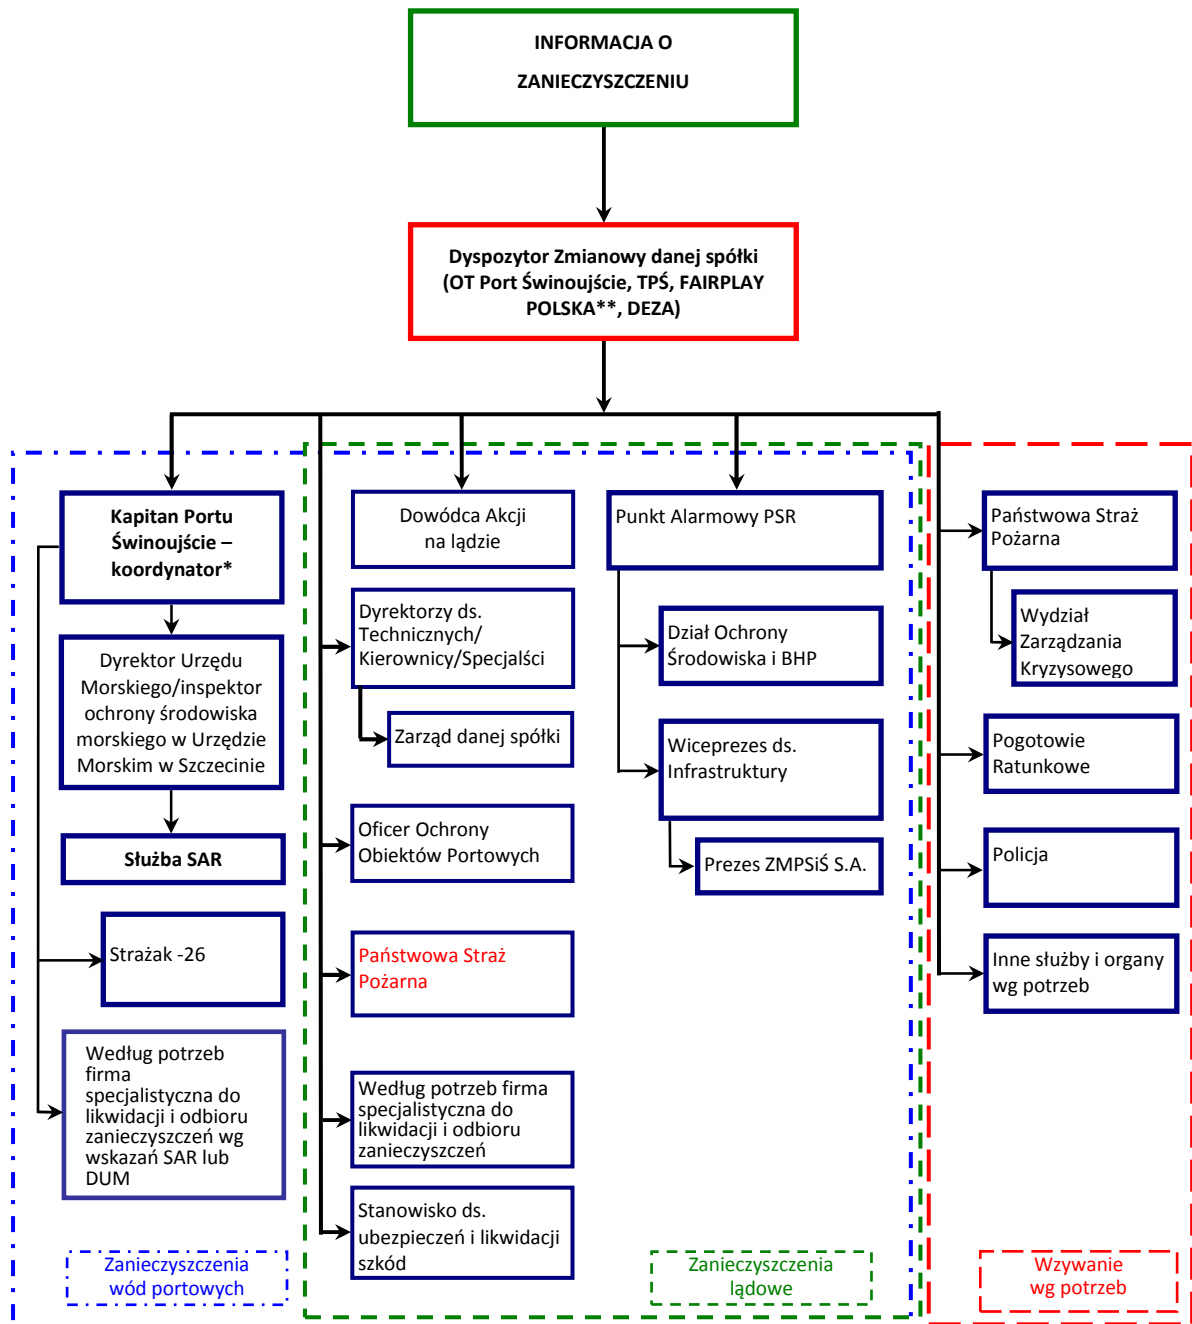 INFORMACJA O
ZANIECZYSZCZENIU
Dyspozytor Zmianowy danej spółki
(OT Port Świnoujście, TPŚ, FAIRPLAY
POLSKA**, DEZA)
Kapitan Portu
Świnoujście –
koordynator*
Dyrektor Urzędu
Morskiego/inspektor
ochrony środowiska
morskiego w Urzędzie
Morskim w Szczecinie
Służba SAR
Strażak -26
Według potrzeb
firma
specjalistyczna do
likwidacji i odbioru
zanieczyszczeń wg
wskazań SAR lub
DUM
Zanieczyszczenia
wód portowych
Dowódca Akcji
na lądzie
Dyrektorzy ds.
Technicznych/
Kierownicy/Specjalści
Zarząd danej spółki
Oficer Ochrony
Obiektów Portowych
Państwowa Straż
Pożarna
Według potrzeb firma
specjalistyczna do
likwidacji i odbioru
zanieczyszczeń
Stanowisko ds.
ubezpieczeń i likwidacji
szkód
Punkt Alarmowy PSR
Dział Ochrony
Środowiska i BHP
Wiceprezes ds.
Infrastruktury
Prezes ZMPSiŚ S.A.
Zanieczyszczenia
lądowe
Państwowa Straż
Pożarna
Wydział
Zarządzania
Kryzysowego
Pogotowie
Ratunkowe
Policja
Inne służby i organy
wg potrzeb
Wzywanie
wg potrzeb